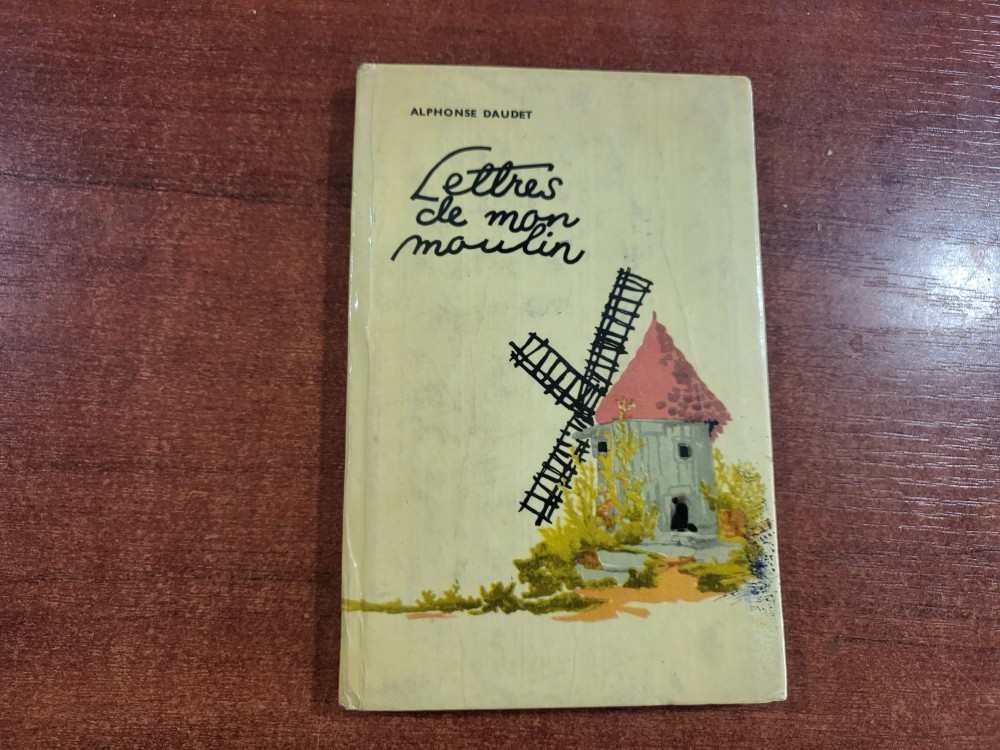 ALPHONSE DAUDET
Lettres
de mon
moulin